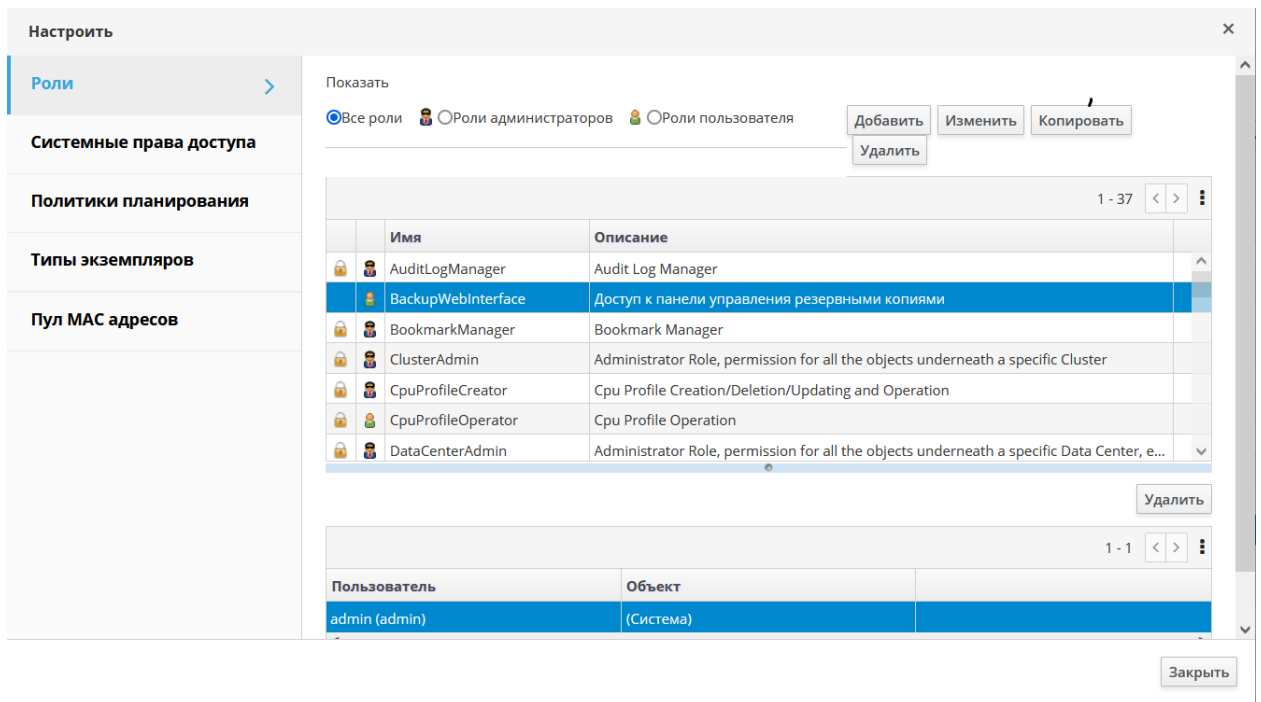 Настроить
Роли
Системные права доступа
Политики планирования
Типы экземпляров
Пул MAC адресов
Показать
Все роли Роли администраторов Роли пользователя
Добавить Изменить Копировать
Удалить
1 - 37
Имя Описание
AuditLogManager Audit Log Manager
BackupWebInterface Доступ к панели управления резервными копиями
BookmarkManager Bookmark Manager
ClusterAdmin Administrator Role, permission for all the objects underneath a specific Cluster
CpuProfileCreator Cpu Profile Creation/Deletion/Updating and Operation
CpuProfileOperator Cpu Profile Operation
DataCenterAdmin Administrator Role, permission for all the objects underneath a specific Data Center, e...
Удалить
1 - 1
Пользователь Объект
admin (admin) (Система)
Закрыть